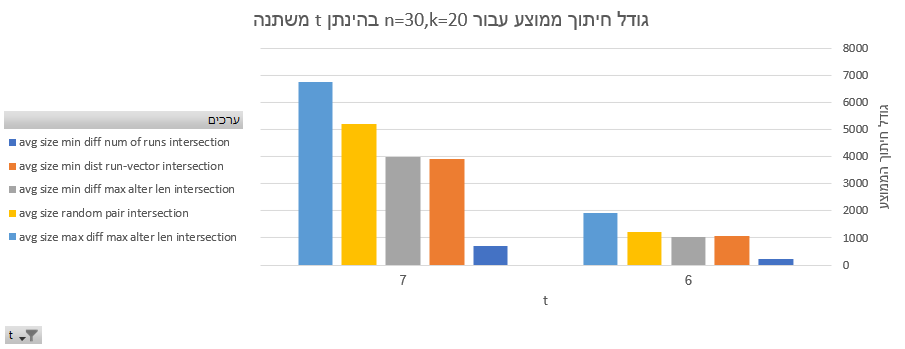 גודל חיתוך ממוצע עבור n=30,k=20 בהינתן t משתנה
8000
7000
6000
5000
4000
3000
2000
1000
0
גודל חיתוך הממוצע
7
6
t
ערכים
avg size min diff num of runs intersection
avg size min dist run-vector intersection
avg size min diff max alter len intersection
avg size random pair intersection
avg size max diff max alter len intersection
t